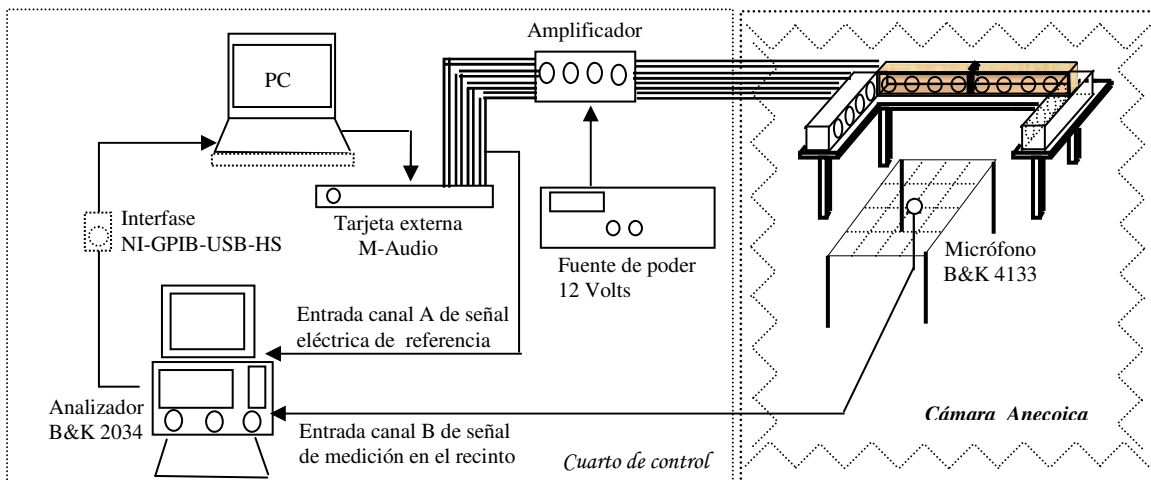 Amplificador
PC
Interfase
NI-GPIB-USB-HS
Tarjeta externa
M-Audio
Fuente de poder
12 Volts
Micrófono
B&K 4133
Entrada canal A de señal
eléctrica de referencia
Analizador
B&K 2034
Entrada canal B de señal
de medición en el recinto
Cuarto de control
Cámara Anecoica